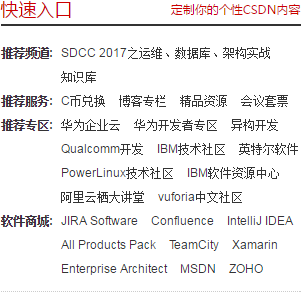 快速入口 定制你的个性CSDN内容
推荐频道: SDCC 2017之运维、数据库、架构实战
知识库
推荐服务: C币兑换 博客专栏 精品资源 会议套票
推荐专区: 华为企业云 华为开发者专区 异构开发
Qualcomm开发 IBM技术社区 英特尔软件
PowerLinux技术社区 IBM软件资源中心
阿里云栖大讲堂 vuforia中文社区
软件商城: JIRA Software Confluence IntelliJ IDEA
All Products Pack TeamCity Xamarin
Enterprise Architect MSDN ZOHO